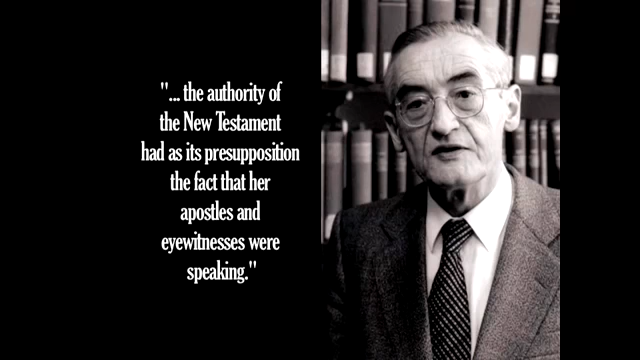 "... the authority of
the New Testament
had as its presupposition
the fact that her
apostles and
eyewitnesses were
speaking."